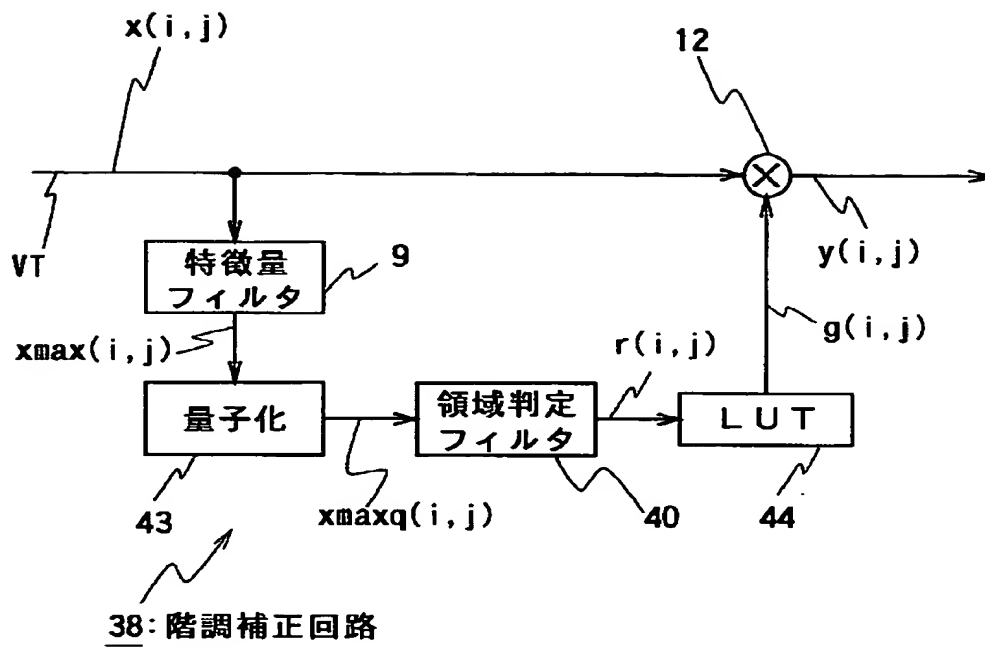 x(i,j)
12
VT
特徴量
フィルタ
9
y(i,j)
xmax(i,j)
g(i,j)
r(i,j)
量子化
領域判定
フィルタ
LUT
43
xmaxq(i,j)
40
44
38:階調補正回路